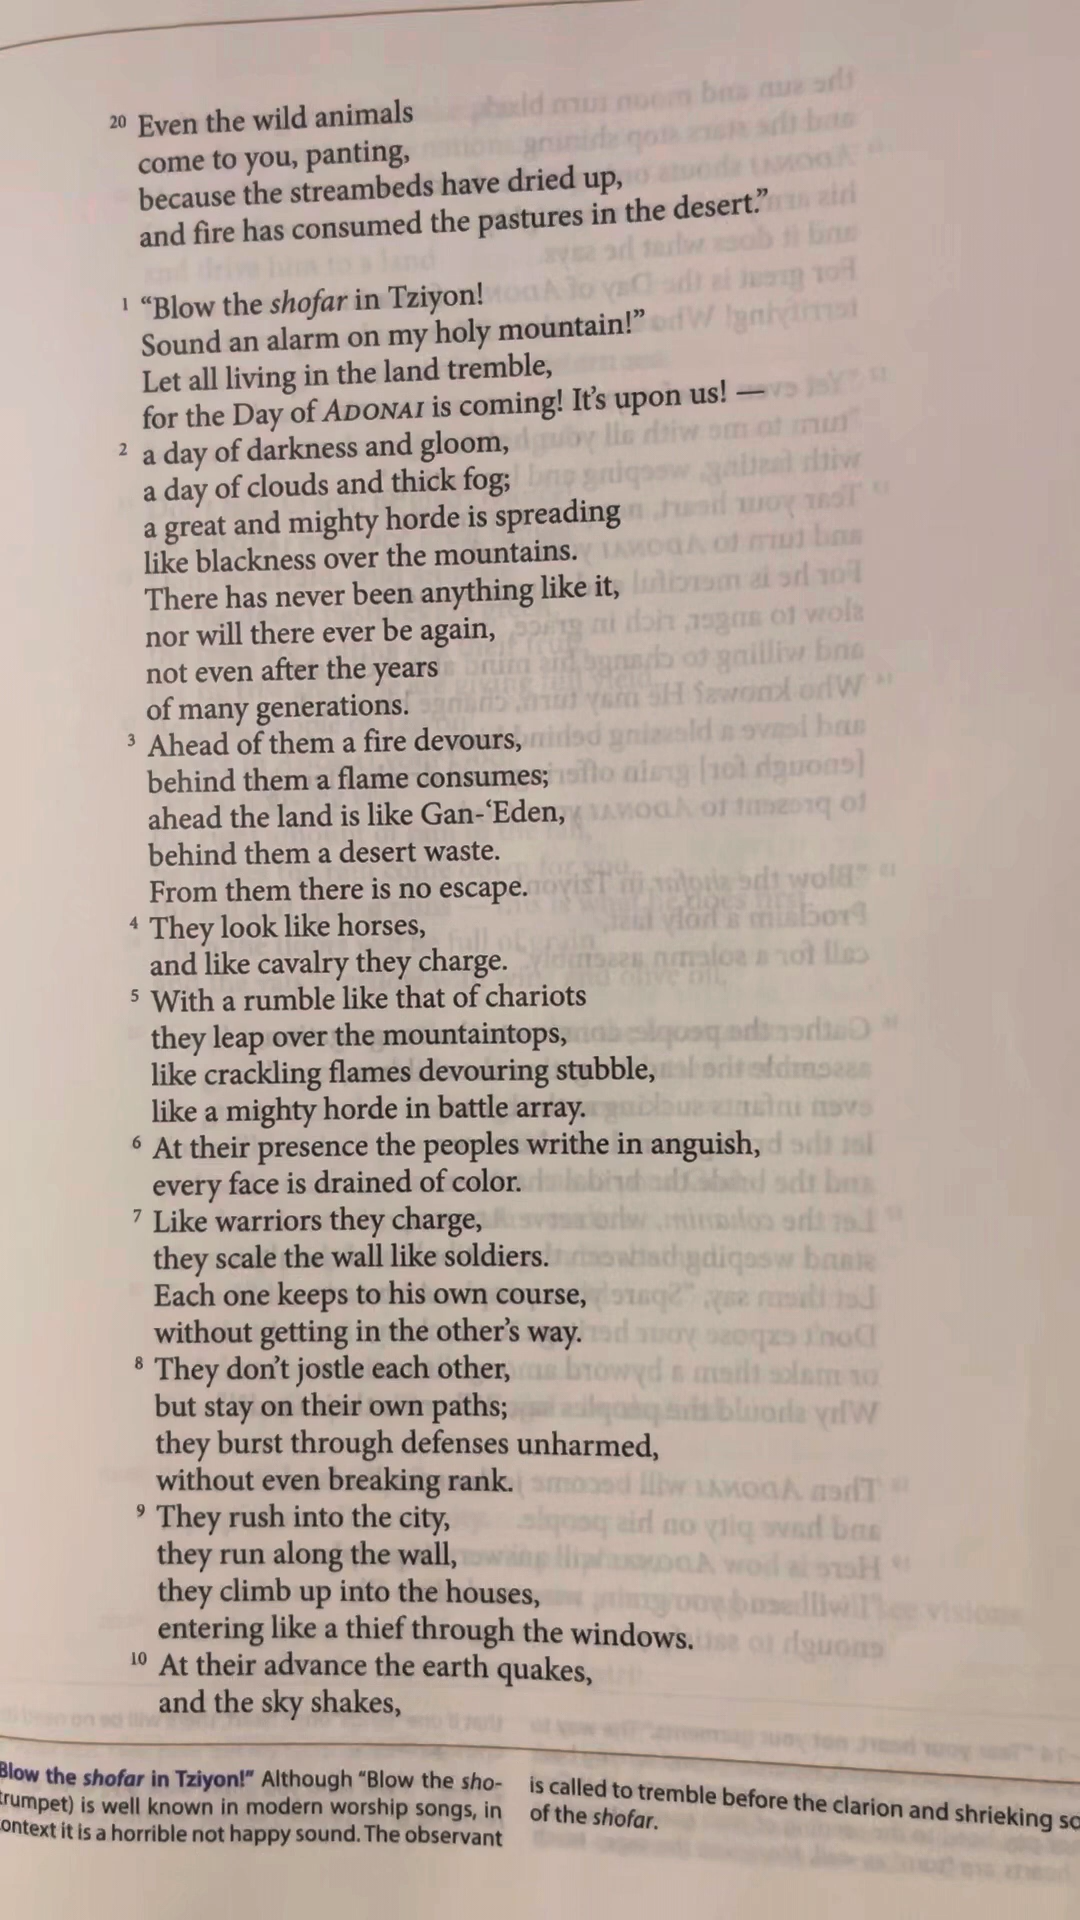 20 Even the wild animals
come to you, panting,
because the streambeds have dried up,
and fire has consumed the pastures in the desert.”
1 “Blow the shofar in Tziyon!
Sound an alarm on my holy mountain!”
Let all living in the land tremble,
for the Day of ADONAI is coming! It’s upon us! —
2 a day of darkness and gloom,
a day of clouds and thick fog;
a great and mighty horde is spreading
like blackness over the mountains.
There has never been anything like it,
nor will there ever be again,
not even after the years
of many generations.
3 Ahead of them a fire devours,
behind them a flame consumes;
ahead the land is like Gan-‘Eden,
behind them a desert waste.
From them there is no escape.
4 They look like horses,
and like cavalry they charge.
5 With a rumble like that of chariots
they leap over the mountaintops,
like crackling flames devouring stubble,
like a mighty horde in battle array.
6 At their presence the peoples writhe in anguish,
every face is drained of color.
7 Like warriors they charge,
they scale the wall like soldiers.
Each one keeps to his own course,
without getting in the other’s way.
8 They don’t jostle each other,
but stay on their own paths;
they burst through defenses unharmed,
without even breaking rank.
9 They rush into the city,
they run along the wall,
they climb up into the houses,
entering like a thief through the windows.
10 At their advance the earth quakes,
and the sky shakes,
Blow the shofar in Tziyon!” Although “Blow the sho-
trumpet) is well known in modern worship songs, in
ontext it is a horrible not happy sound. The observant
is called to tremble before the clarion and shrieking
of the shofar.